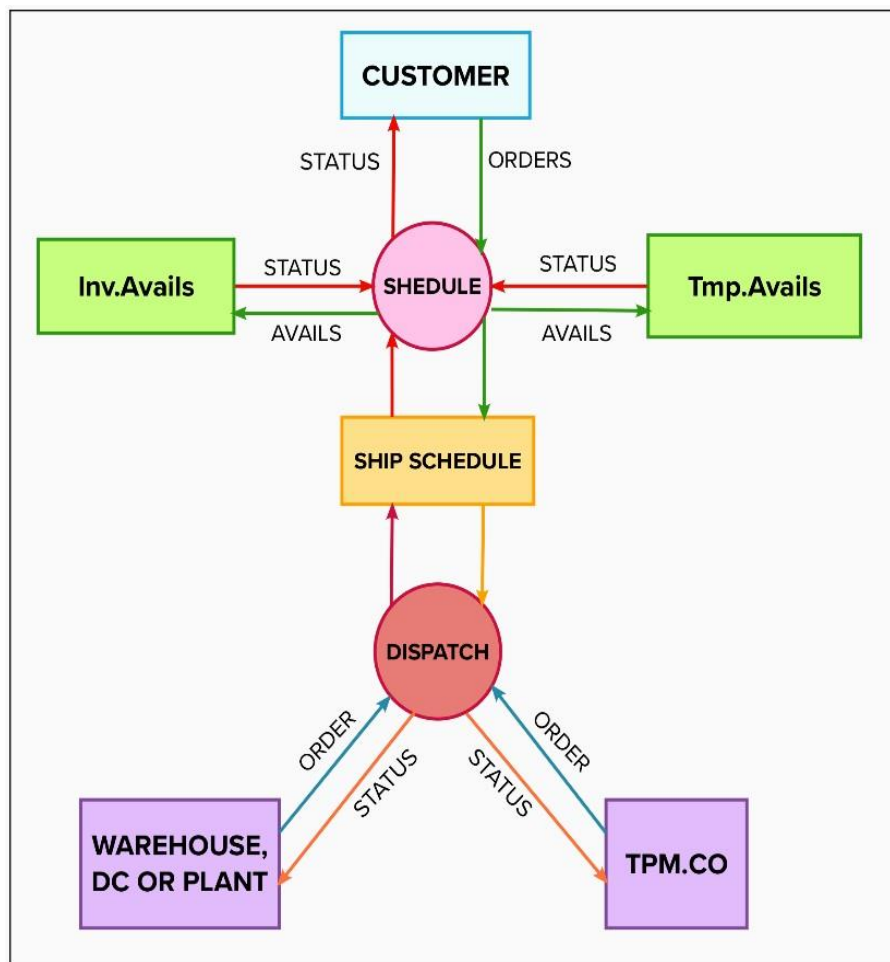 CUSTOMER
STATUS
ORDERS
Inv.Avails
STATUS
SHEDULE
STATUS
Tmp.Avails
AVAILS
AVAILS
SHIP SCHEDULE
DISPATCH
ORDER
STATUS
STATUS
ORDER
WAREHOUSE,
DC OR PLANT
TPM.CO